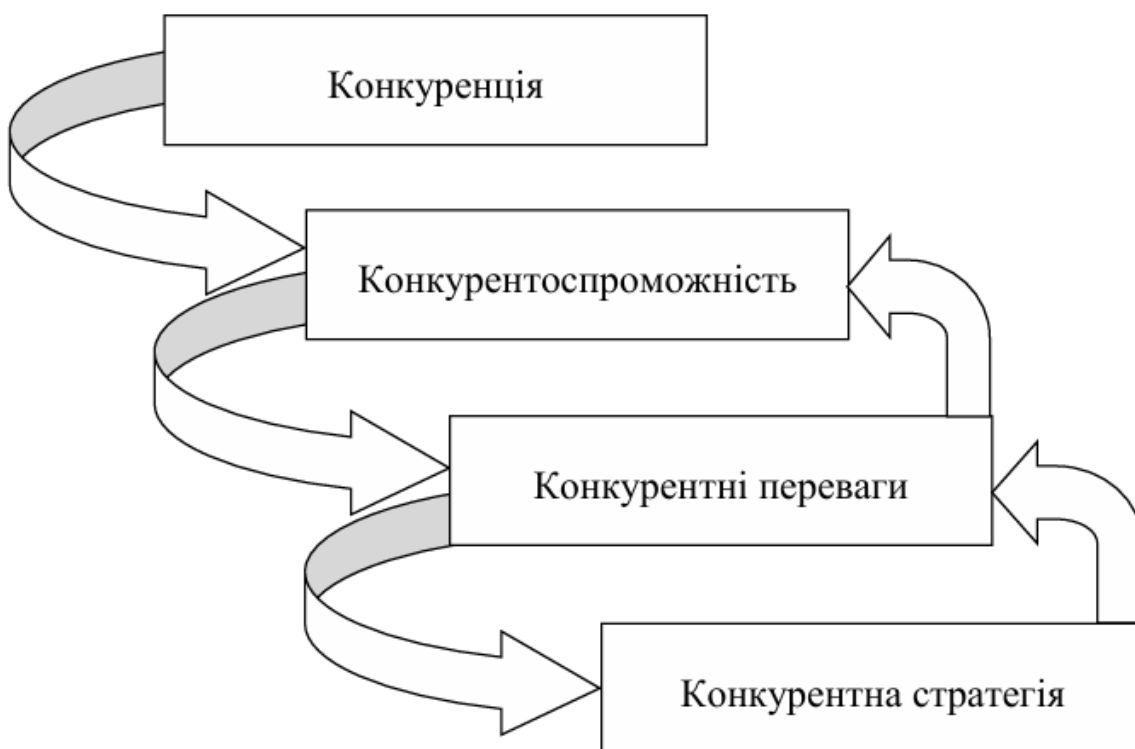 Конкуренція
Конкурентоспроможність
Конкурентні переваги
Конкурентна стратегія